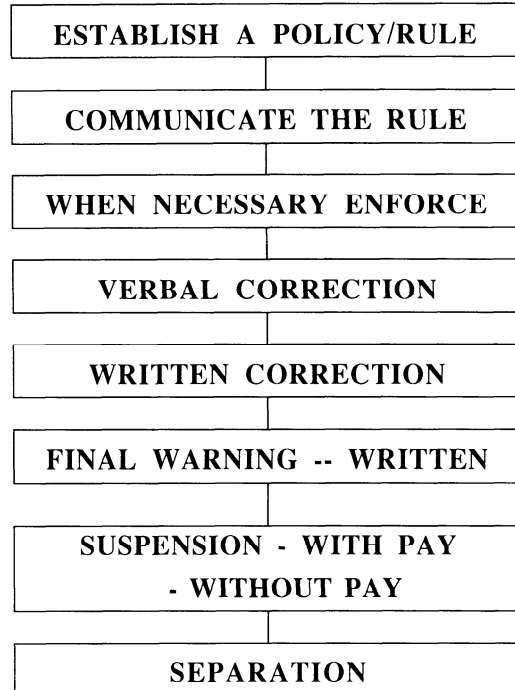 ESTABLISH A POLICY/RULE
COMMUNICATE THE RULE
WHEN NECESSARY ENFORCE
VERBAL CORRECTION
WRITTEN CORRECTION
FINAL WARNING -- WRITTEN
SUSPENSION - WITH PAY
- WITHOUT PAY
SEPARATION